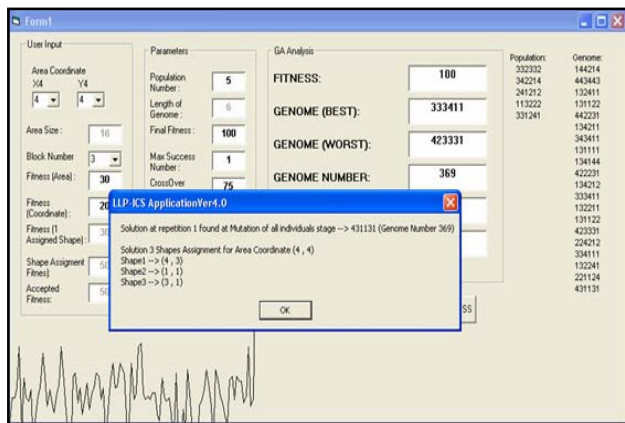 Form1
User Input
Area Coordinate
X4 Y4
4 4
Area Size : 16
Block Number 3
Fitness (Area) : 30
Fitness (Coordinate) : 20
Fitness (1 Assigned Shape) :
Shape Assigment Fitnes):
Accepted Fitness:
Parameters
Population Number : 5
Length of Genome : 6
Final Fitness : 100
Max Success Number : 1
CrossOver 75
GA Analysis
FITNESS: 100
GENOME (BEST): 333411
GENOME (WORST): 423331
GENOME NUMBER: 369
Population:
332332
342214
241212
113222
331241
Genome:
144214
443443
132411
131122
442231
134211
343411
131111
134144
422231
134212
333411
132211
131122
423331
224212
334111
132241
221124
431131
LLP-ICS ApplicationVer4.0
Solution at repetition 1 found at Mutation of all individuals stage --> 431131 (Genome Number 369)
Solution 3 Shapes Assignment for Area Coordinate (4 , 4)
Shape1 --> (4 , 3)
Shape2 --> (1 , 1)
Shape3 --> (3 , 1)
OK
SS